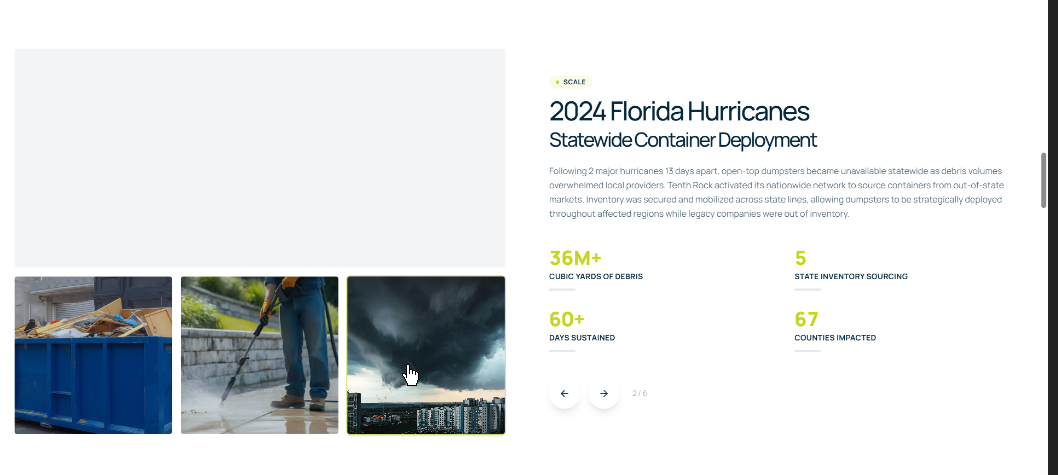 SCALE
2024 Florida Hurricanes
Statewide Container Deployment
Following 2 major hurricanes 13 days apart, open-top dumpsters became unavailable statewide as debris volumes
overwhelmed local providers. Tenth Rock activated its nationwide network to source containers from out-of-state
markets. Inventory was secured and mobilized across state lines, allowing dumpsters to be strategically deployed
throughout affected regions while legacy companies were out of inventory.
36M+
CUBIC YARDS OF DEBRIS
5
STATE INVENTORY SOURCING
60+
DAYS SUSTAINED
67
COUNTIES IMPACTED
2 / 6